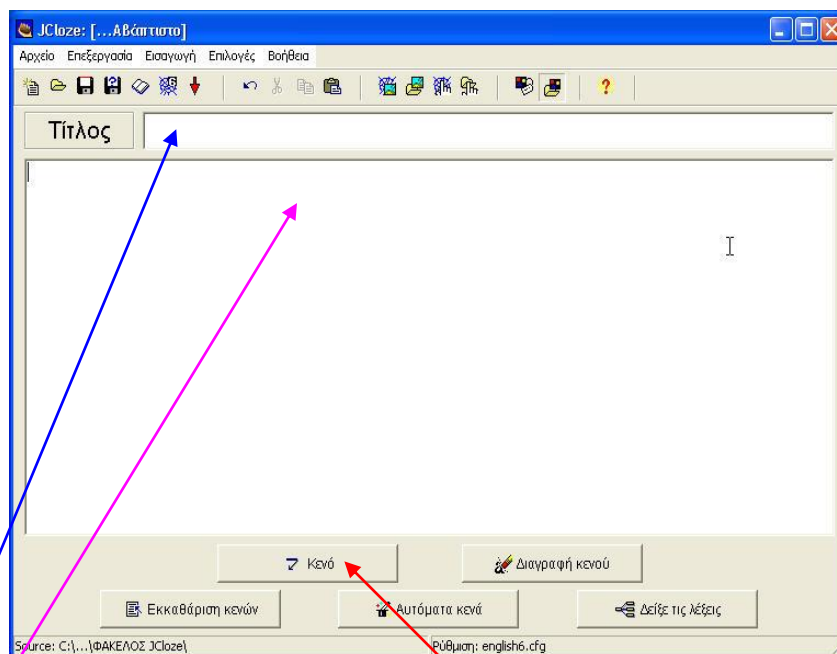 JCloze: [...Αβάπτιστο]
Αρχείο Επεξεργασία Εισαγωγή Επιλογές Βοήθεια
Τίτλος
Κενό Διαγραφή κενού
Εκκαθάριση κενών Αυτόματα κενά Δείξε τις λέξεις
Source: C:\...\ΦΑΚΕΛΟΣ JCloze\ Ρύθμιση: english6.cfg